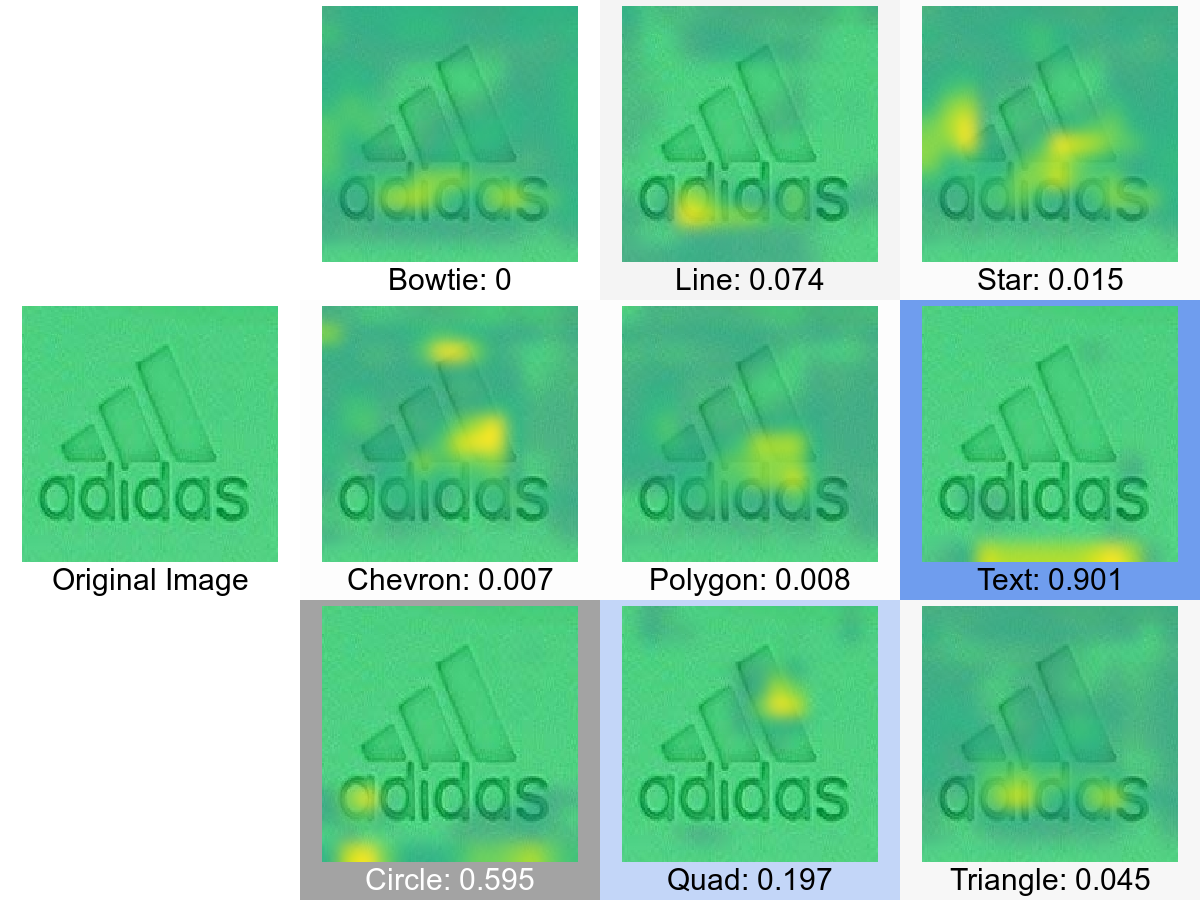 adidas
Bowtie: 0
adidas
Line: 0.074
adidas
Star: 0.015
adidas
Original Image
adidas
Chevron: 0.007
adidas
Polygon: 0.008
adidas
Text: 0.901
adidas
Circle: 0.595
adidas
Quad: 0.197
adidas
Triangle: 0.045